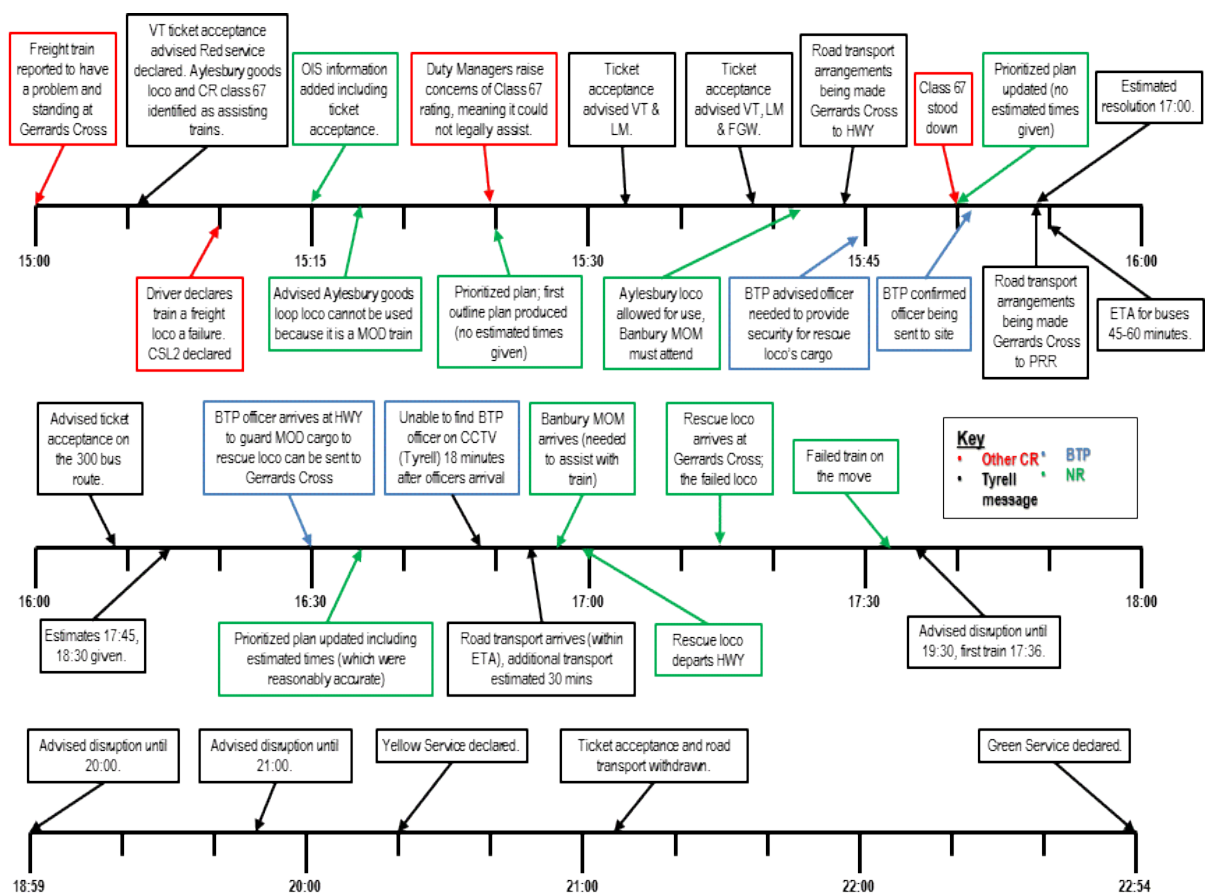 Freight train
reported to have
a problem and
standing at
Gerrards Cross
VT ticket acceptance
advised Red service
declared. Aylesbury goods
loco and CR class 67
identified as assisting
trains.
OIS information
added including
ticket
acceptance.
Duty Managers raise
concerns of Class 67
rating, meaning it could
not legally assist.
Ticket
acceptance
advised VT &
LM.
Ticket
acceptance
advised VT, LM
& FGW.
Road transport
arrangements
being made
Gerrards Cross
to HWY
Class 67
stood
down
Prioritized plan
updated (no
estimated times
given)
Estimated
resolution 17:00.
15:00
15:15
15:30
15:45
16:00
Driver declares
train a freight
loco a failure.
CSL2 declared
Advised Aylesbury goods
loop loco cannot be used
because it is a MOD train
Prioritized plan; first
outline plan produced
(no estimated times
given)
Aylesbury loco
allowed for use,
Banbury MOM
must attend
BTP advised officer
needed to provide
security for rescue
loco's cargo
BTP confirmed
officer being
sent to site
Road transport
arrangements
being made
Gerrards Cross
to PRR
ETA for buses
45-60 minutes.
Advised ticket
acceptance on
the 300 bus
route.
BTP officer arrives at HWY
to guard MOD cargo to
rescue loco can be sent to
Gerrards Cross
Unable to find BTP
officer on CCTV
(Tyrell) 18 minutes
after officers arrival
Banbury MOM
arrives (needed
to assist with
train)
Rescue loco
arrives at
Gerrards Cross;
the failed loco
Failed train on
the move
Key
• Other CR • BTP
• Tyrell • NR
message
16:00
16:30
17:00
17:30
18:00
Estimates 17:45,
18:30 given.
Prioritized plan updated including
estimated times (which were
reasonably accurate)
Road transport arrives (within
ETA), additional transport
estimated 30 mins
Rescue loco
departs HWY
Advised disruption until
19:30, first train 17:36.
Advised disruption until
20:00.
Advised disruption until
21:00.
Yellow Service declared.
Ticket acceptance and road
transport withdrawn.
Green Service declared.
18:59
20:00
21:00
22:00
22:54